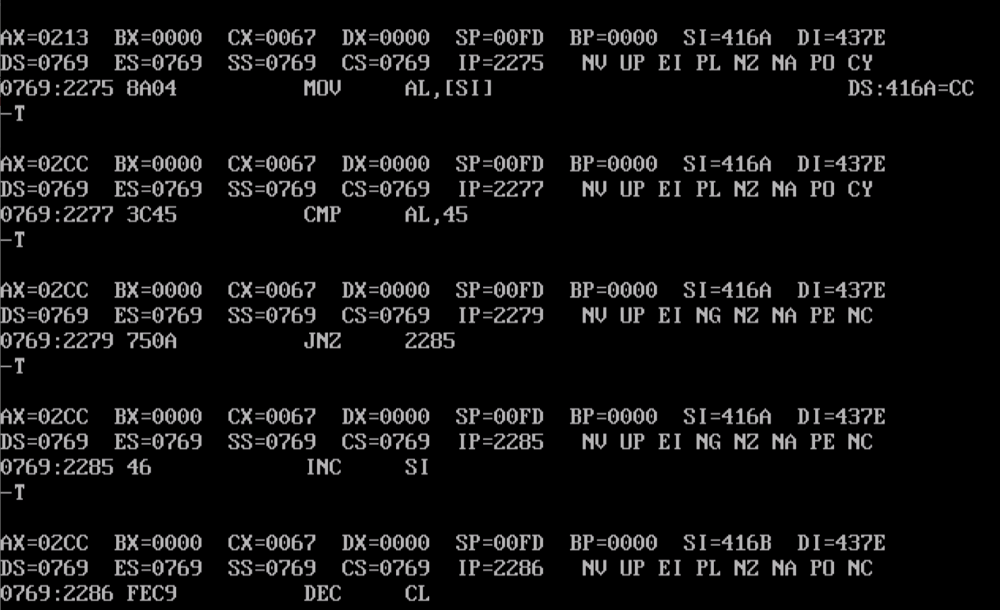 AX=0213  BX=0000  CX=0067  DX=0000  SP=00FD  BP=0000  SI=416A  DI=437E
DS=0769  ES=0769  SS=0769  CS=0769  IP=2275   NV UP EI PL NZ NA PO CY
0769:2275 8A04          MOV     AL,[SI]                            DS:416A=CC
-T
AX=02CC  BX=0000  CX=0067  DX=0000  SP=00FD  BP=0000  SI=416A  DI=437E
DS=0769  ES=0769  SS=0769  CS=0769  IP=2277   NV UP EI PL NZ NA PO CY
0769:2277 3C45          CMP     AL,45
-T
AX=02CC  BX=0000  CX=0067  DX=0000  SP=00FD  BP=0000  SI=416A  DI=437E
DS=0769  ES=0769  SS=0769  CS=0769  IP=2279   NV UP EI NG NZ NA PE NC
0769:2279 750A          JNZ     2285
-T
AX=02CC  BX=0000  CX=0067  DX=0000  SP=00FD  BP=0000  SI=416A  DI=437E
DS=0769  ES=0769  SS=0769  CS=0769  IP=2285   NV UP EI NG NZ NA PE NC
0769:2285 46            INC     SI
-T
AX=02CC  BX=0000  CX=0067  DX=0000  SP=00FD  BP=0000  SI=416B  DI=437E
DS=0769  ES=0769  SS=0769  CS=0769  IP=2286   NV UP EI PL NZ NA PO NC
0769:2286 FEC9          DEC     CL